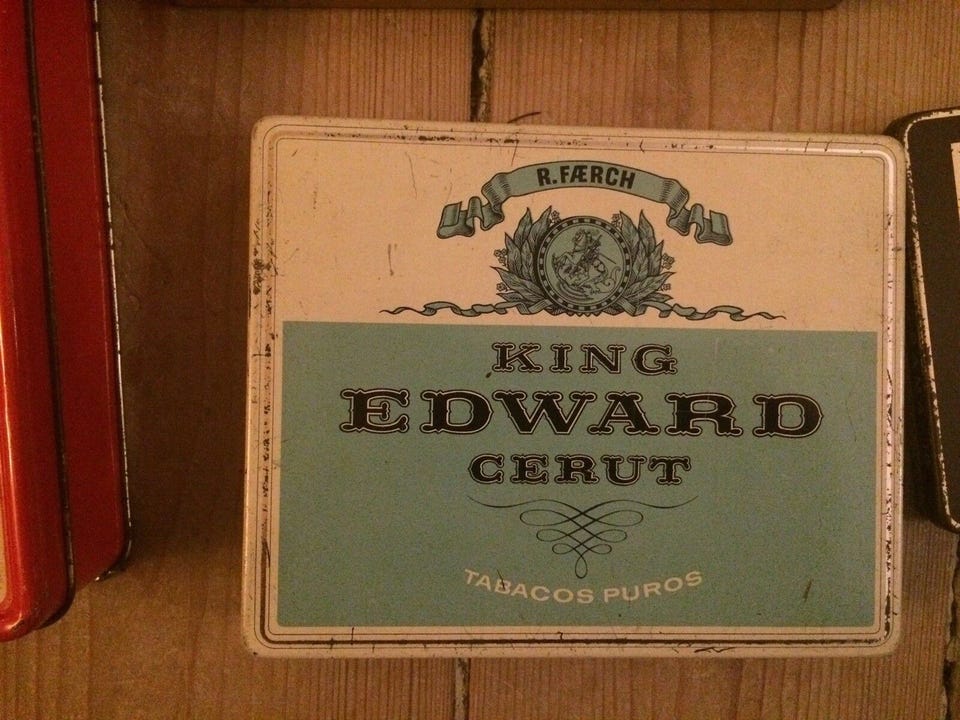 R. FÆRCH
KING
EDWARD
CERUT
TABACOS PUROS